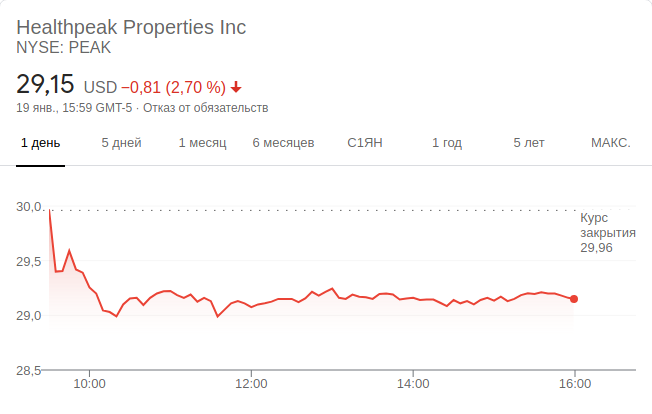 Healthpeak Properties Inc
NYSE: PEAK
29,15 USD −0,81 (2,70 %)
19 янв., 15:59 GMT-5 · Отказ от обязательств
1 день 5 дней 1 месяц 6 месяцев С1ЯН 1 год 5 лет МАКС.
30,0
Курс
закрытия
29,96
29,5
29,0
28,5
10:00 12:00 14:00 16:00